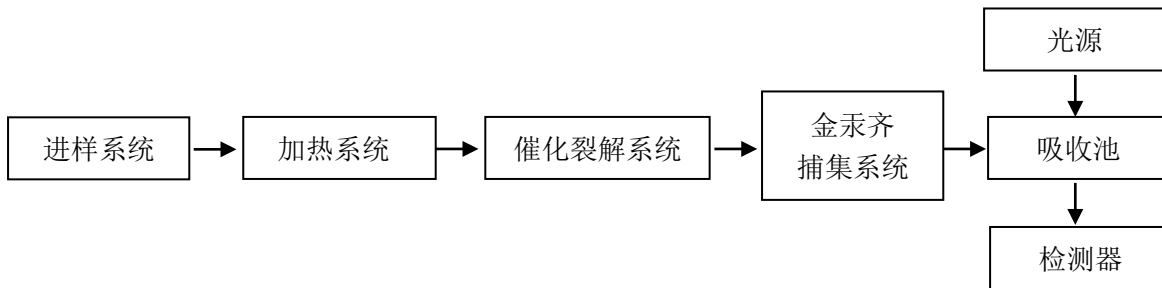 光源
进样系统
加热系统
催化裂解系统
金汞齐
捕集系统
吸收池
检测器